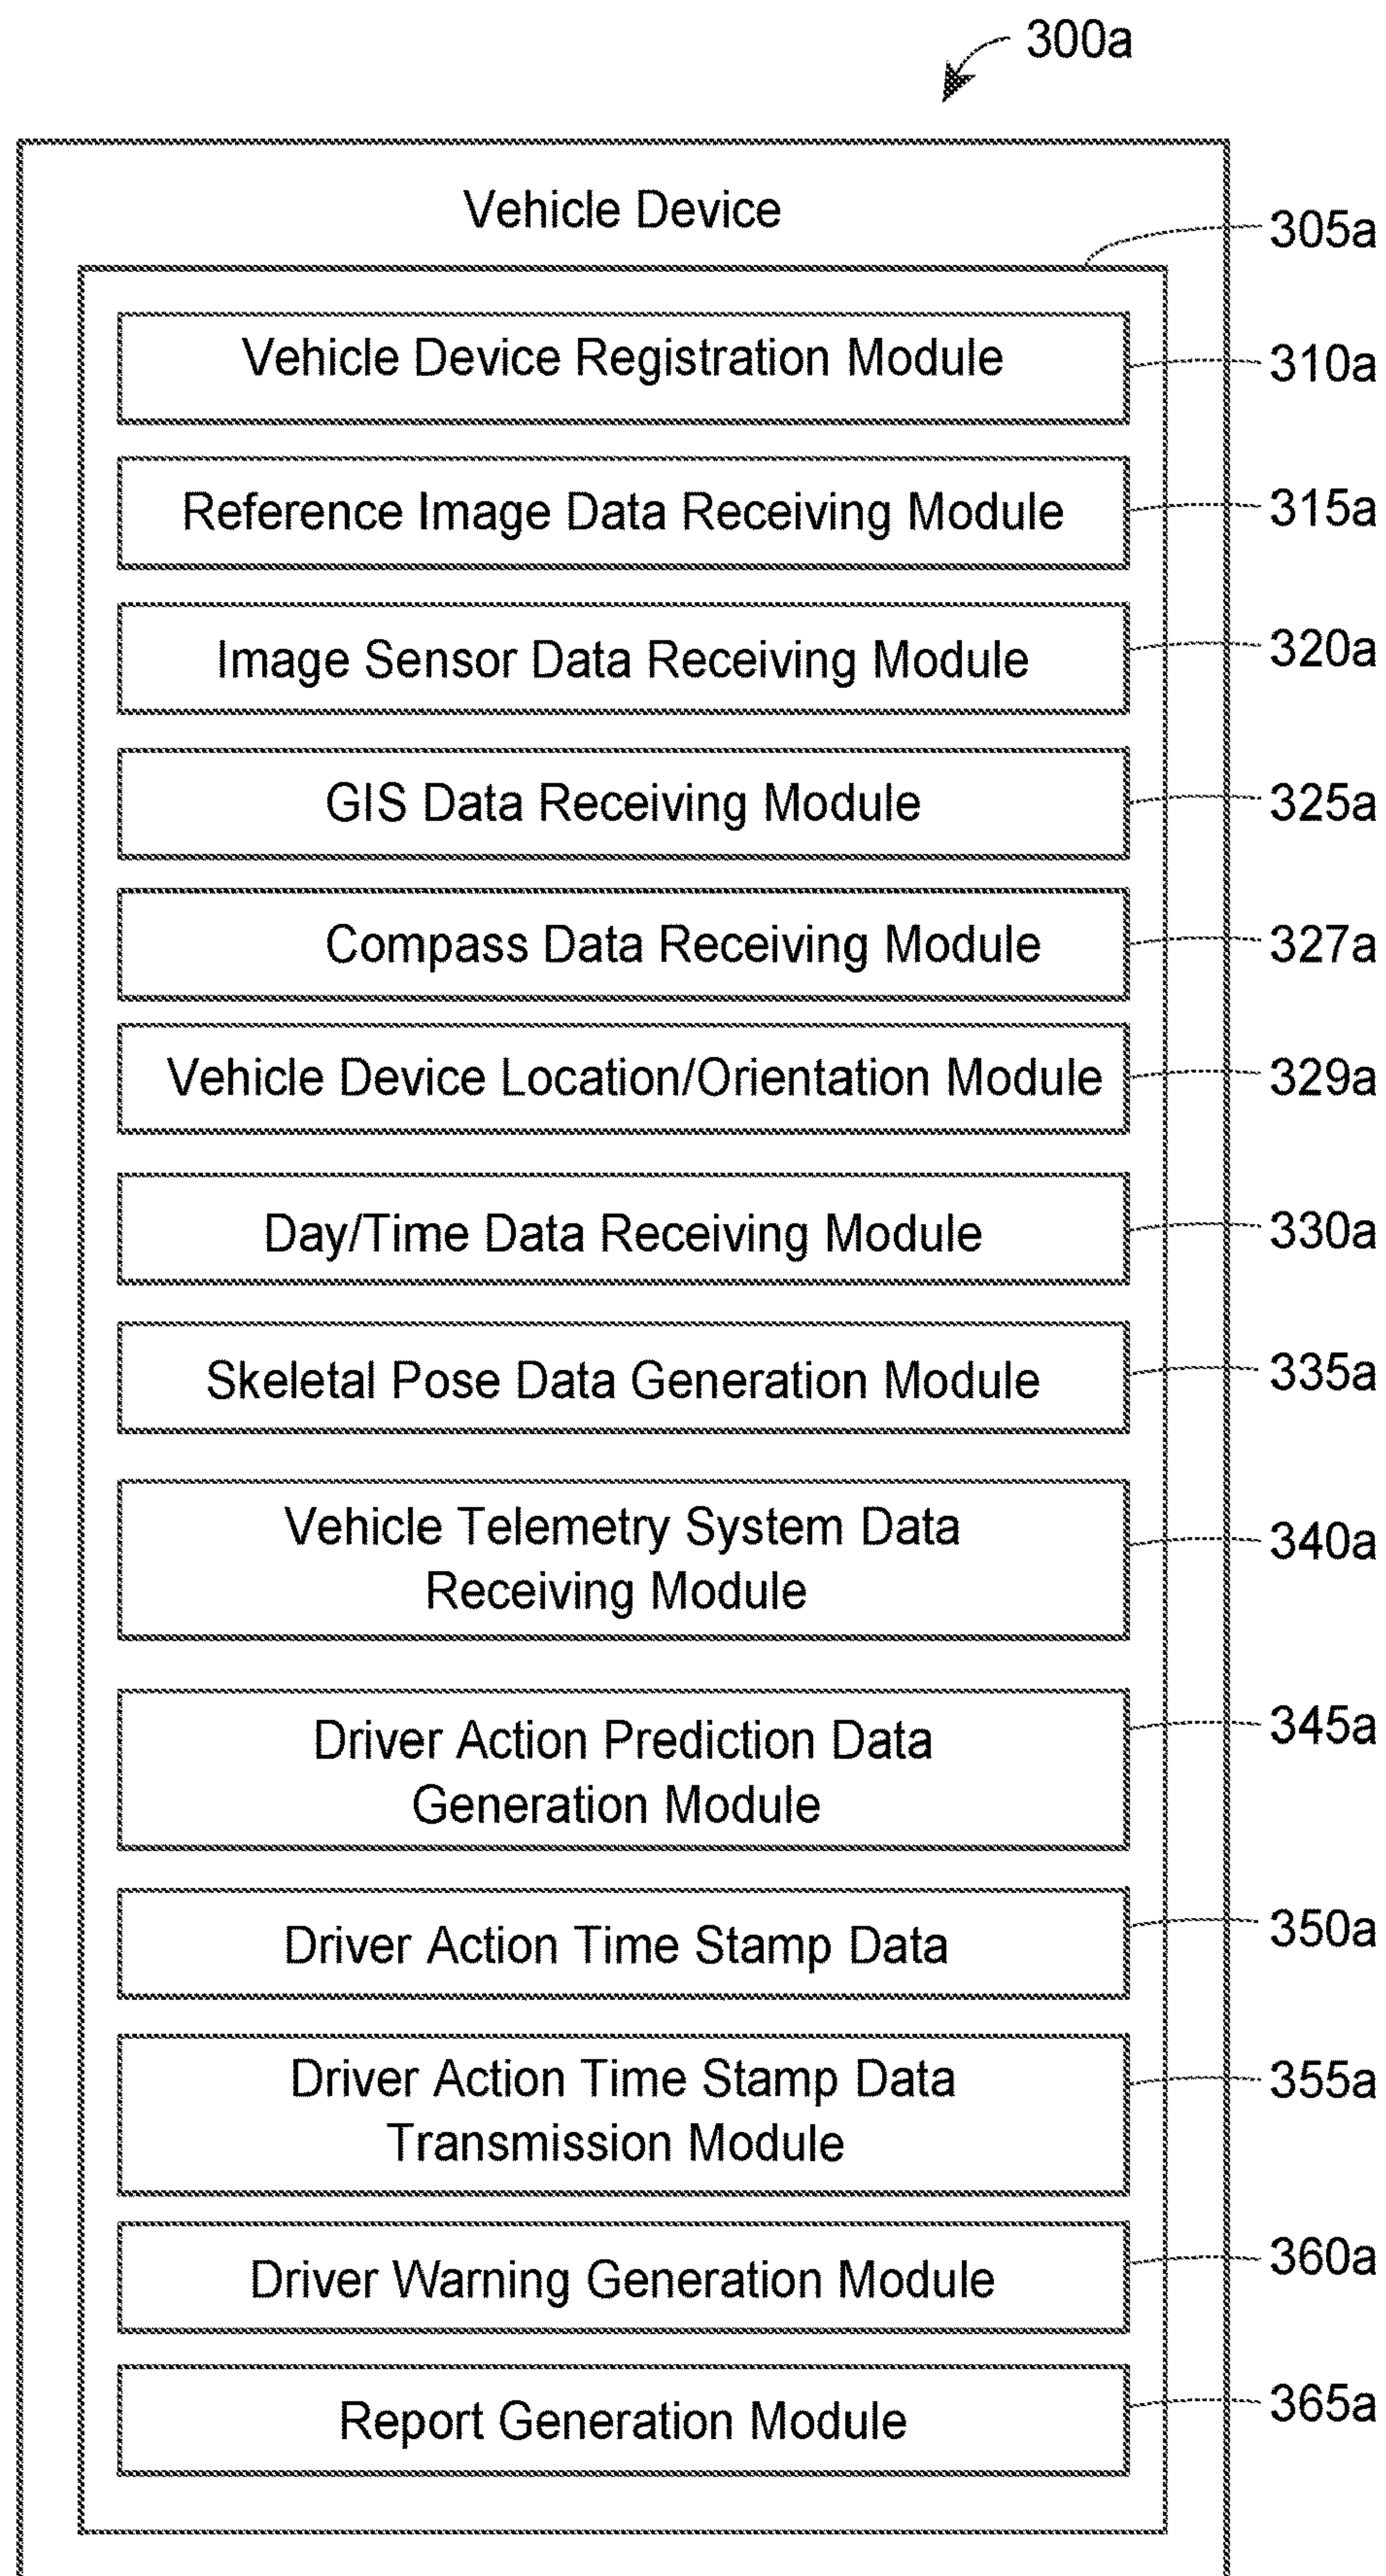 300a
Vehicle Device
305a
Vehicle Device Registration Module
310a
Reference Image Data Receiving Module
315a
Image Sensor Data Receiving Module
320a
GIS Data Receiving Module
325a
Compass Data Receiving Module
327a
Vehicle Device Location/Orientation Module
329a
Day/Time Data Receiving Module
330a
Skeletal Pose Data Generation Module
335a
Vehicle Telemetry System Data
Receiving Module
340a
Driver Action Prediction Data
Generation Module
345a
Driver Action Time Stamp Data
350a
Driver Action Time Stamp Data
Transmission Module
355a
Driver Warning Generation Module
360a
Report Generation Module
365a